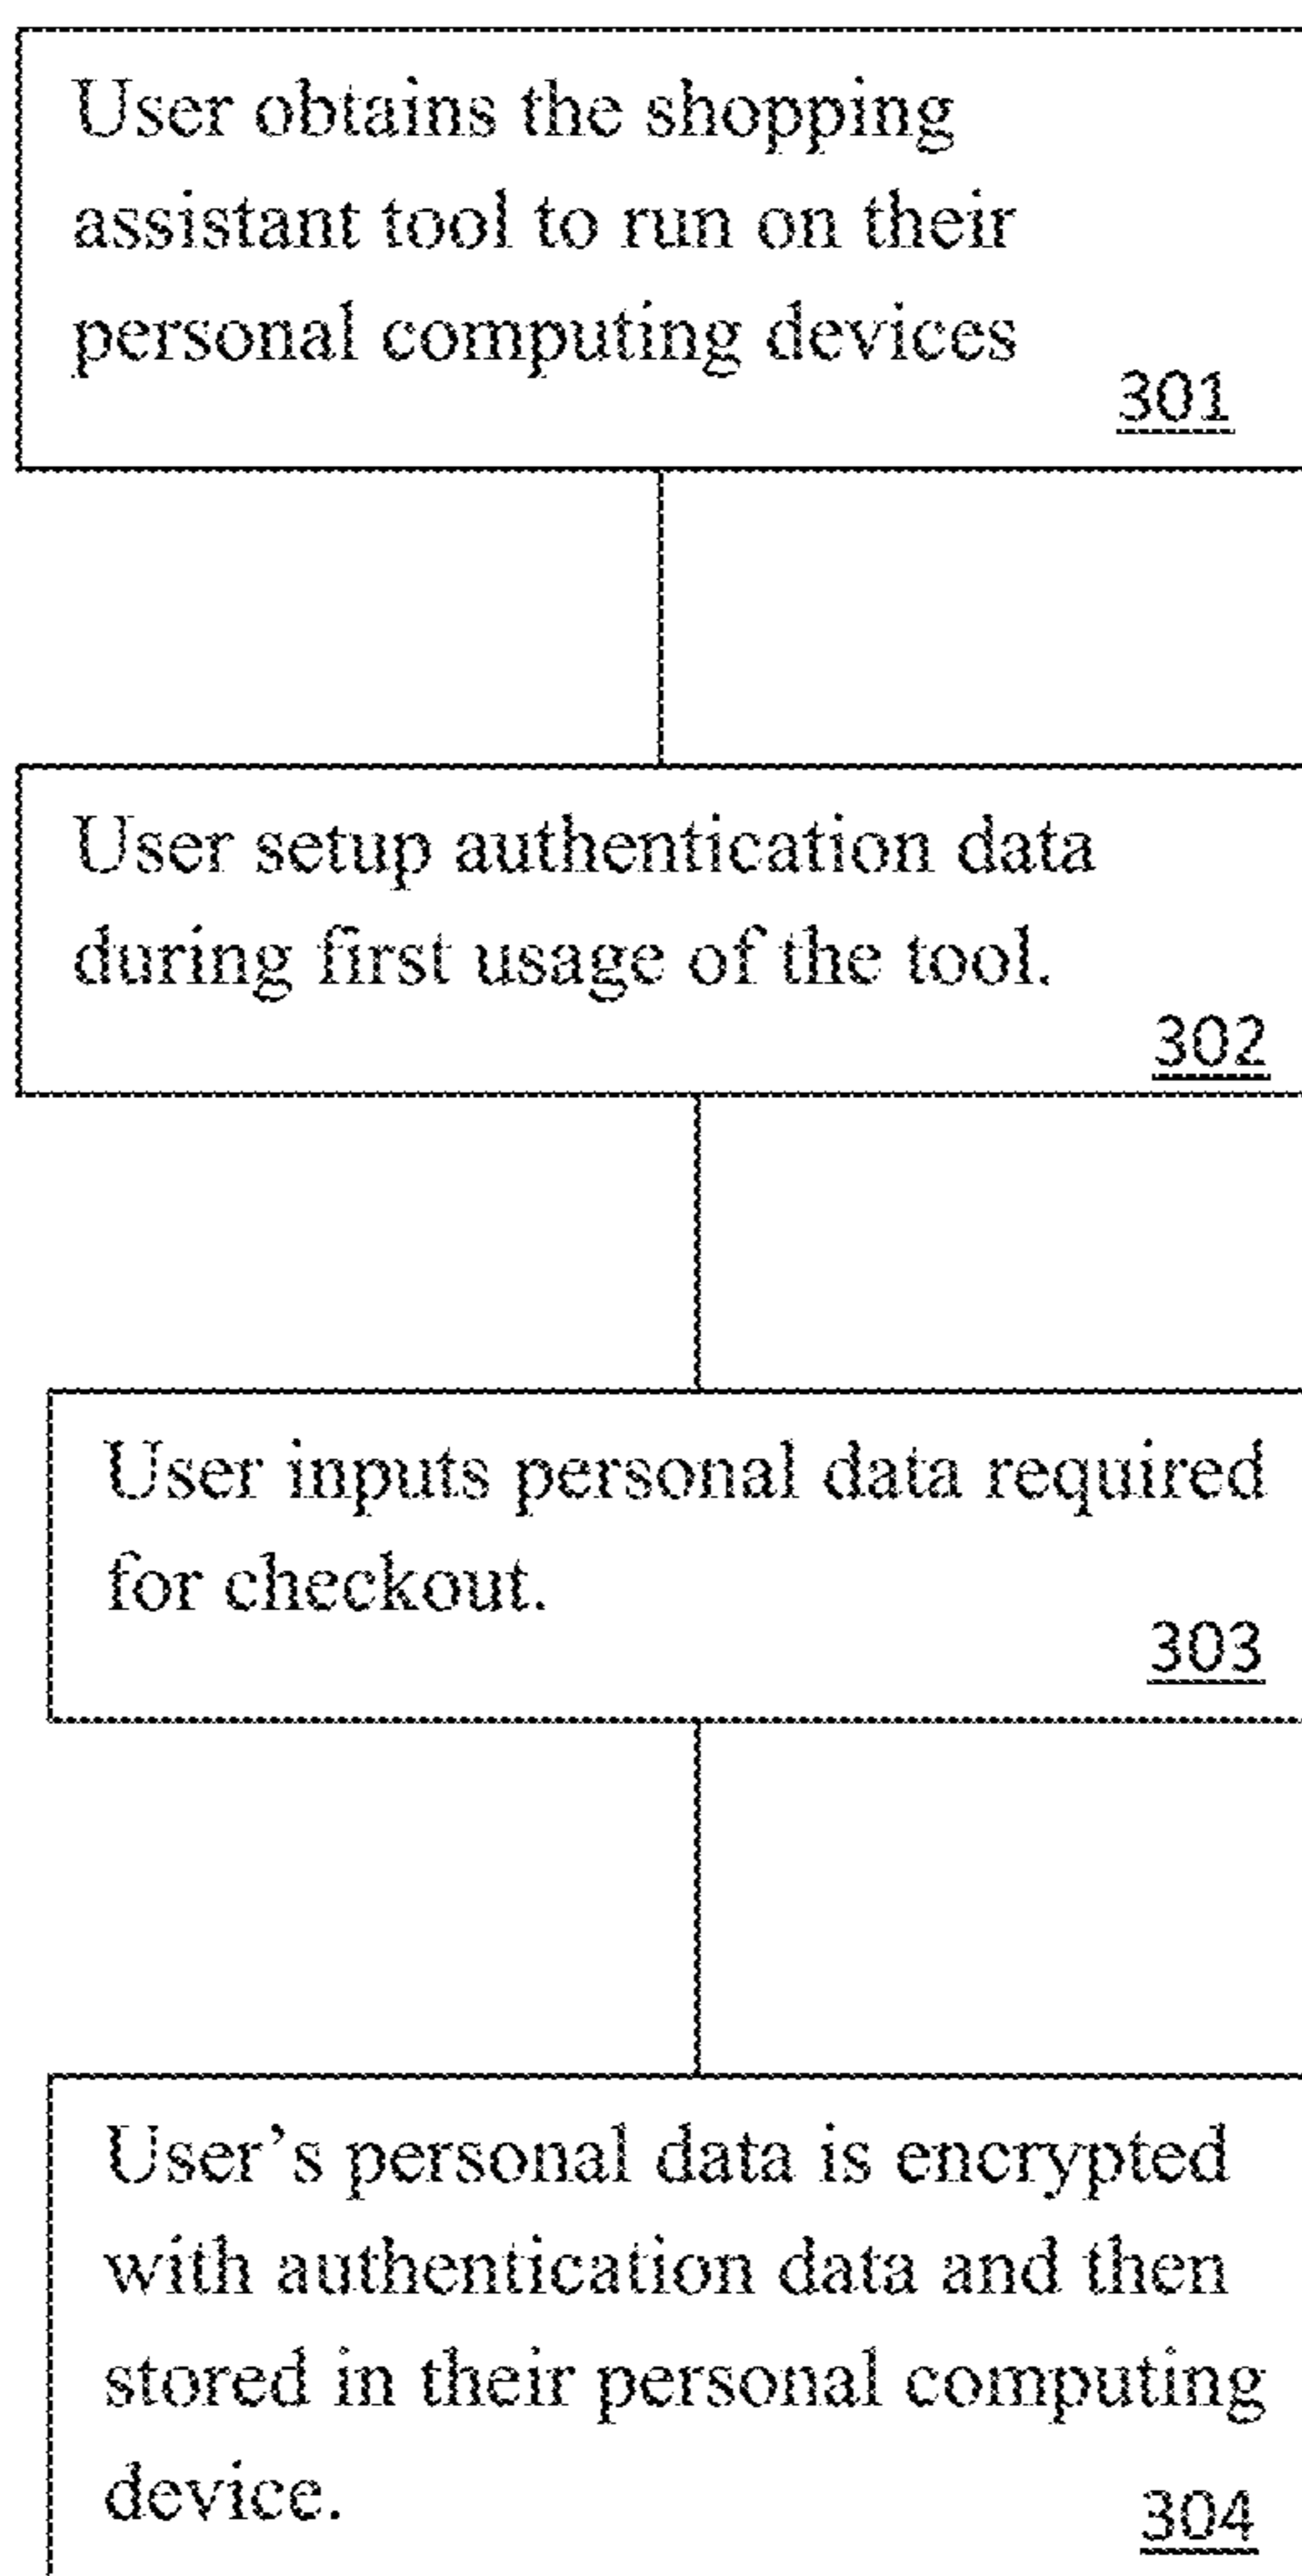 User obtains the shopping
assistant tool to run on their
personal computing devices
301
User setup authentication data
during first usage of the tool.
302
User inputs personal data required
for checkout.
303
User’s personal data is encrypted
with authentication data and then
stored in their personal computing
device.
304